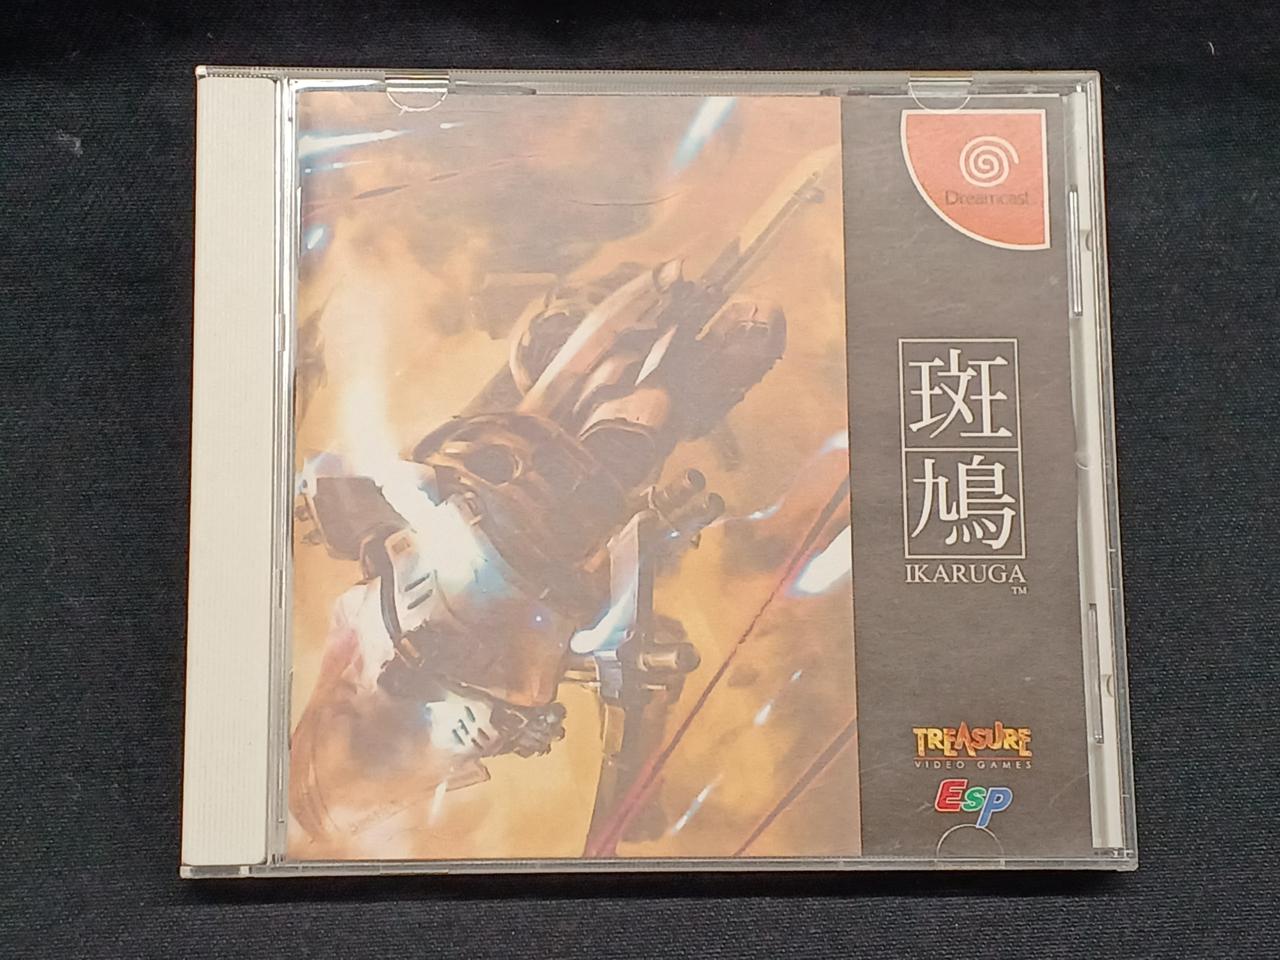 Dreamcast
斑
鳩
IKARUGA
TM
TREASURE
VIDEO GAMES
ESP